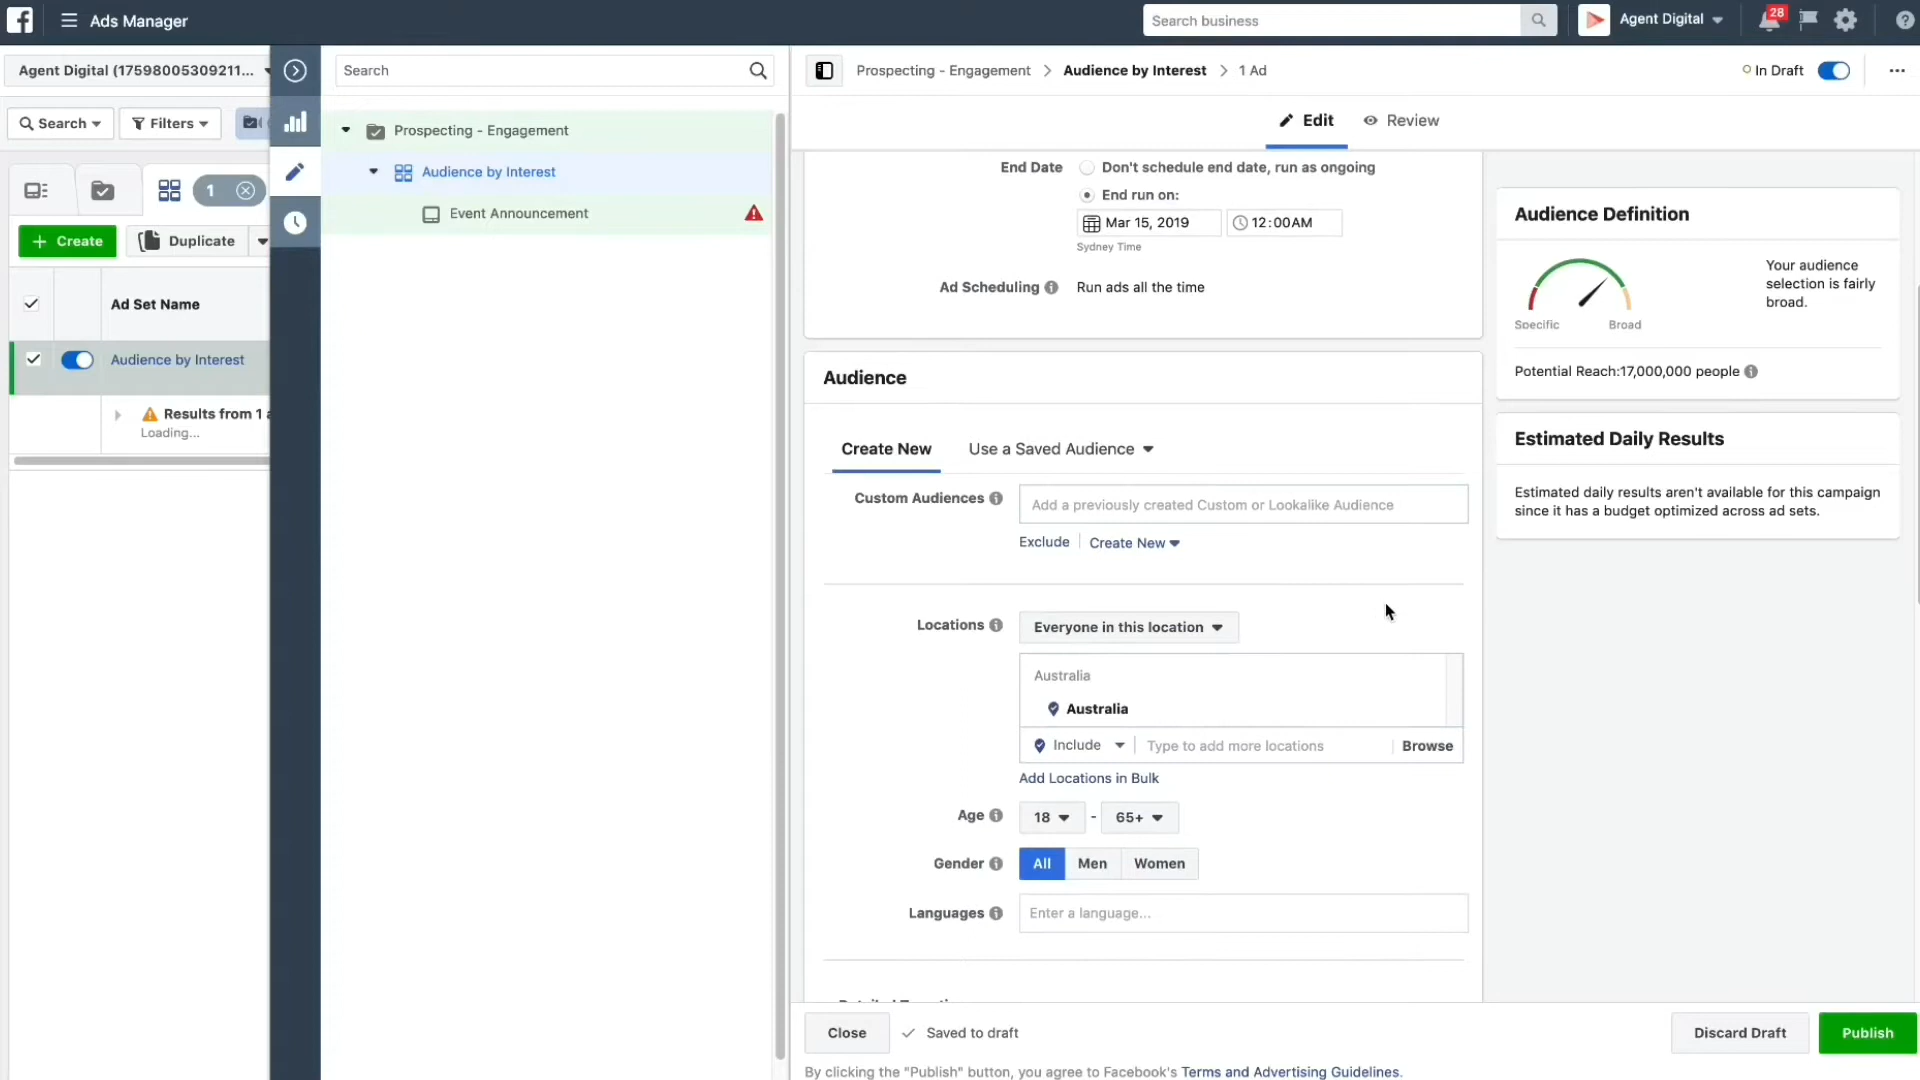 Ads Manager
Search business
Agent Digital
28
Agent Digital (17598005309211...
Search
Prospecting - Engagement
Audience by Interest
1 Ad
In Draft
Search
Filters
Edit
Review
Prospecting - Engagement
Audience by Interest
Event Announcement
1
Create
Duplicate
Ad Set Name
Audience by Interest
Results from 1 a
Loading...
End Date
Don't schedule end date, run as ongoing
End run on:
Mar 15, 2019
12:00AM
Sydney Time
Ad Scheduling
Run ads all the time
Audience
Create New
Use a Saved Audience
Custom Audiences
Add a previously created Custom or Lookalike Audience
Exclude
Create New
Locations
Everyone in this location
Australia
Australia
Include
Type to add more locations
Browse
Add Locations in Bulk
Age
18
-
65+
Gender
All
Men
Women
Languages
Enter a language...
Audience Definition
Your audience
selection is fairly
broad.
Specific
Broad
Potential Reach:17,000,000 people
Estimated Daily Results
Estimated daily results aren't available for this campaign
since it has a budget optimized across ad sets.
Close
Saved to draft
Discard Draft
Publish
By clicking the "Publish" button, you agree to Facebook's Terms and Advertising Guidelines.